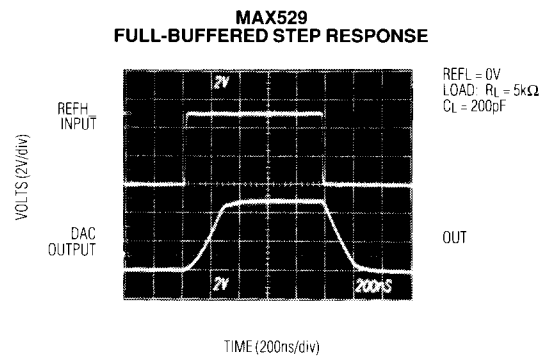 MAX529
FULL-BUFFERED STEP RESPONSE
2V
REFH_
INPUT
REFL = 0V
LOAD: RL = 5kΩ
CL = 200pF
VOLTS (2V/div)
DAC
OUTPUT
OUT
2V
200nS
TIME (200ns/div)